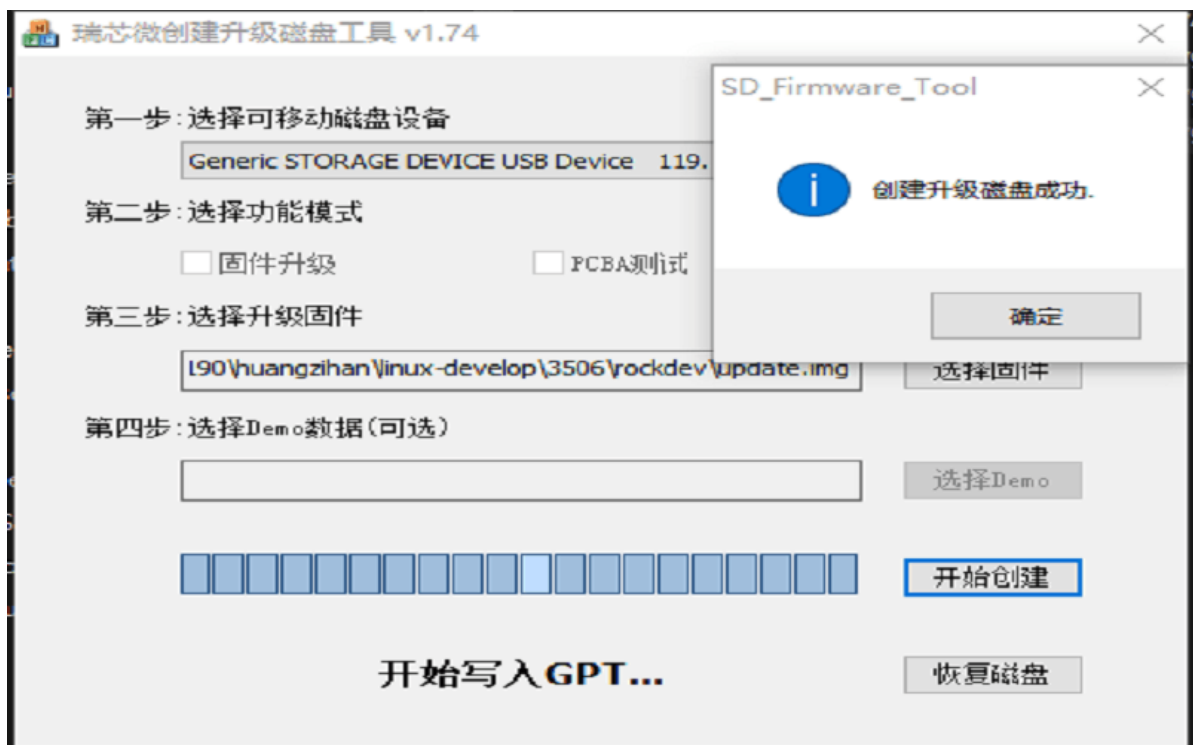 瑞芯微创建升级磁盘工具 v1.74
SD_Firmware_Tool
创建升级磁盘成功.
确定
第一步:选择可移动磁盘设备
Generic STORAGE DEVICE USB Device 119.
第二步:选择功能模式
固件升级 PCBA测试
第三步:选择升级固件
190\huangzihan\linux-develop\3506\rockdev\update.img 选择固件
第四步:选择Demo数据(可选)
选择Demo
开始创建
开始写入GPT...
恢复磁盘